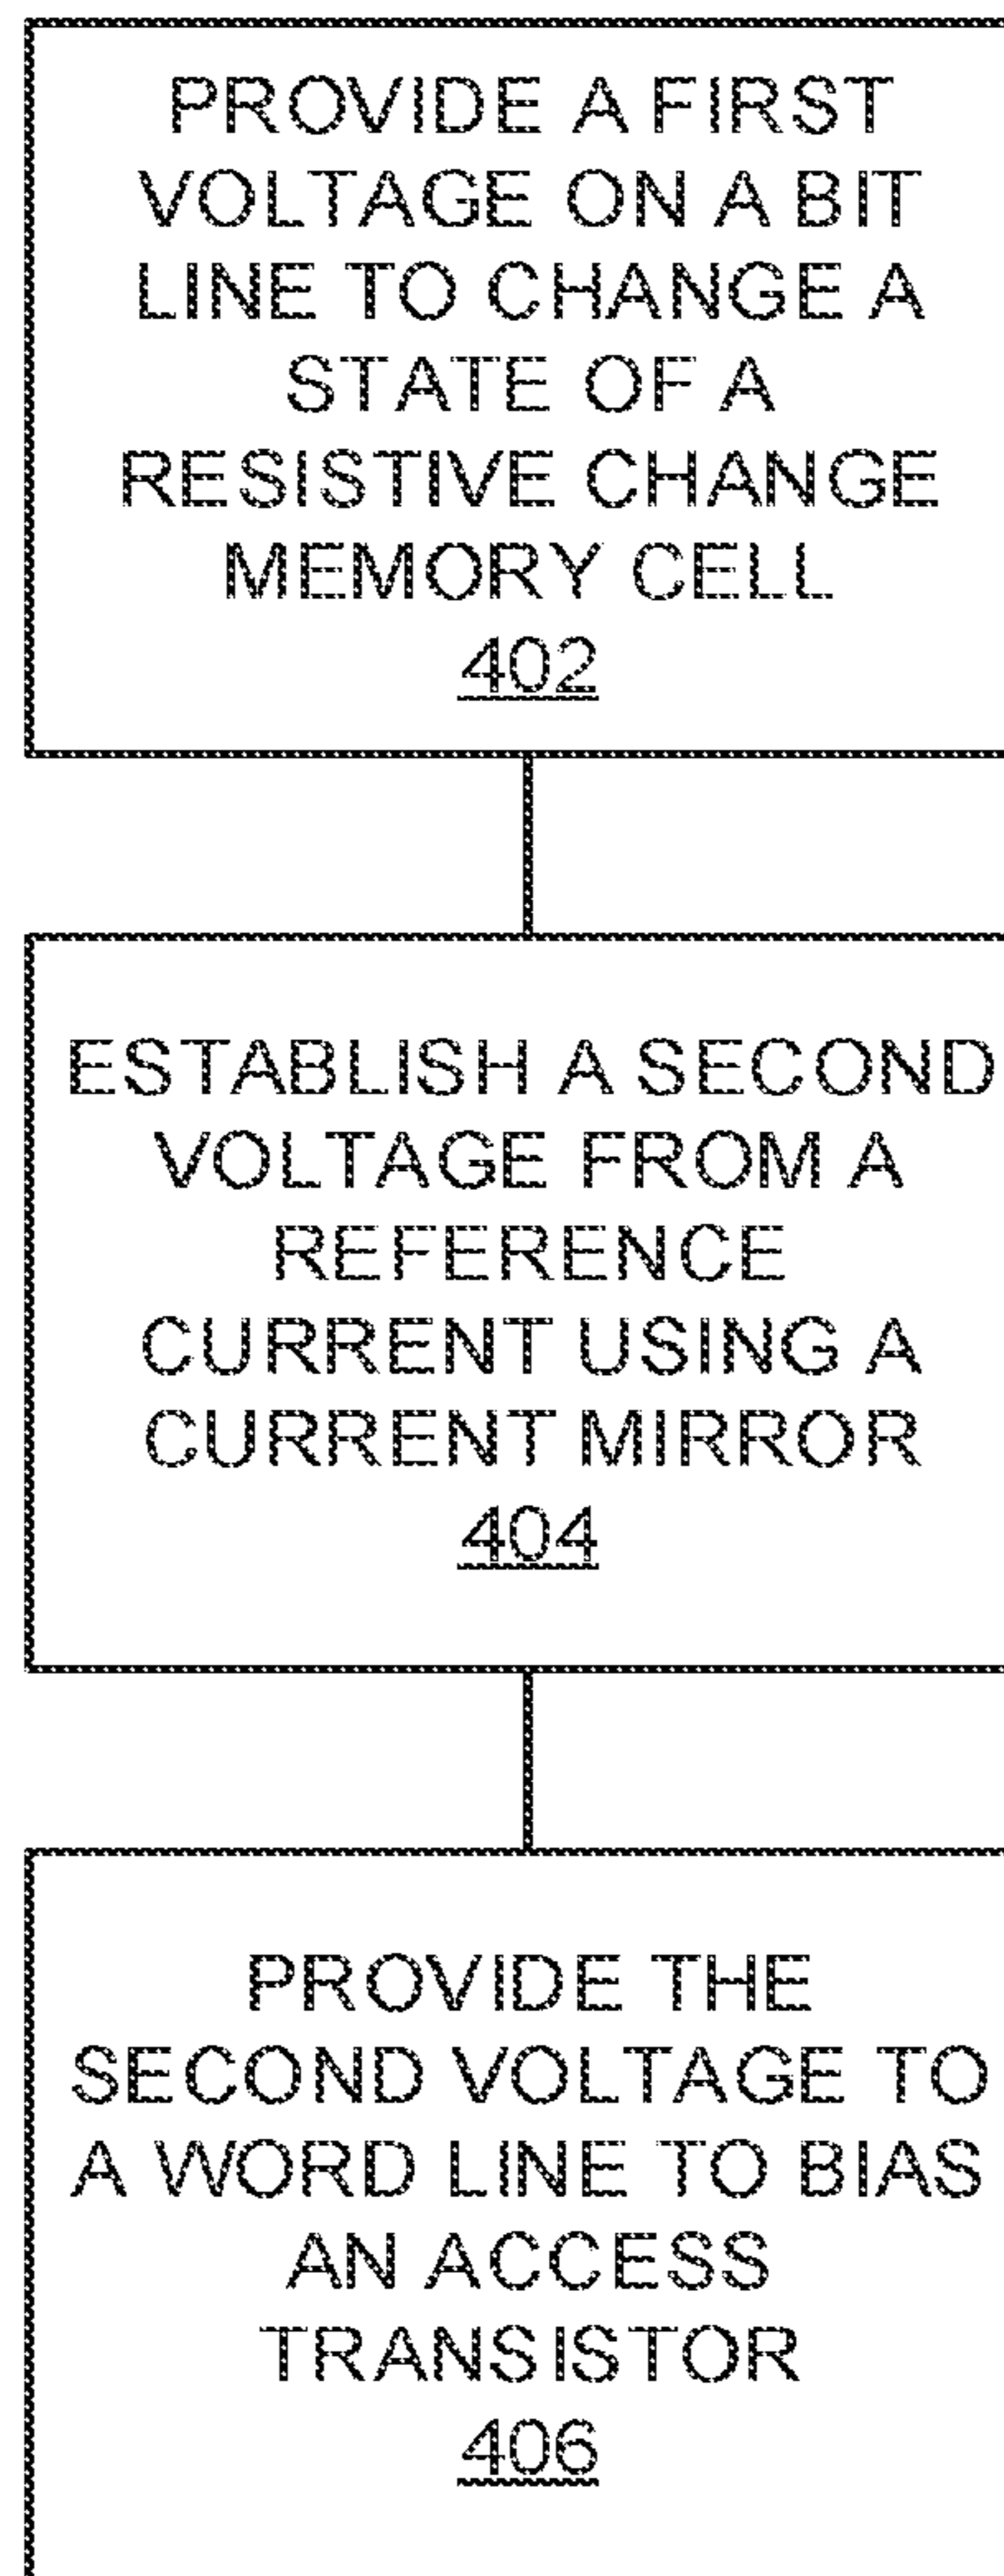 PROVIDE A FIRST
VOLTAGE ON A BIT
LINE TO CHANGE A
STATE OF A
RESISTIVE CHANGE
MEMORY CELL
402
ESTABLISH A SECOND
VOLTAGE FROM A
REFERENCE
CURRENT USING A
CURRENT MIRROR
404
PROVIDE THE
SECOND VOLTAGE TO
A WORD LINE TO BIAS
AN ACCESS
TRANSISTOR
406